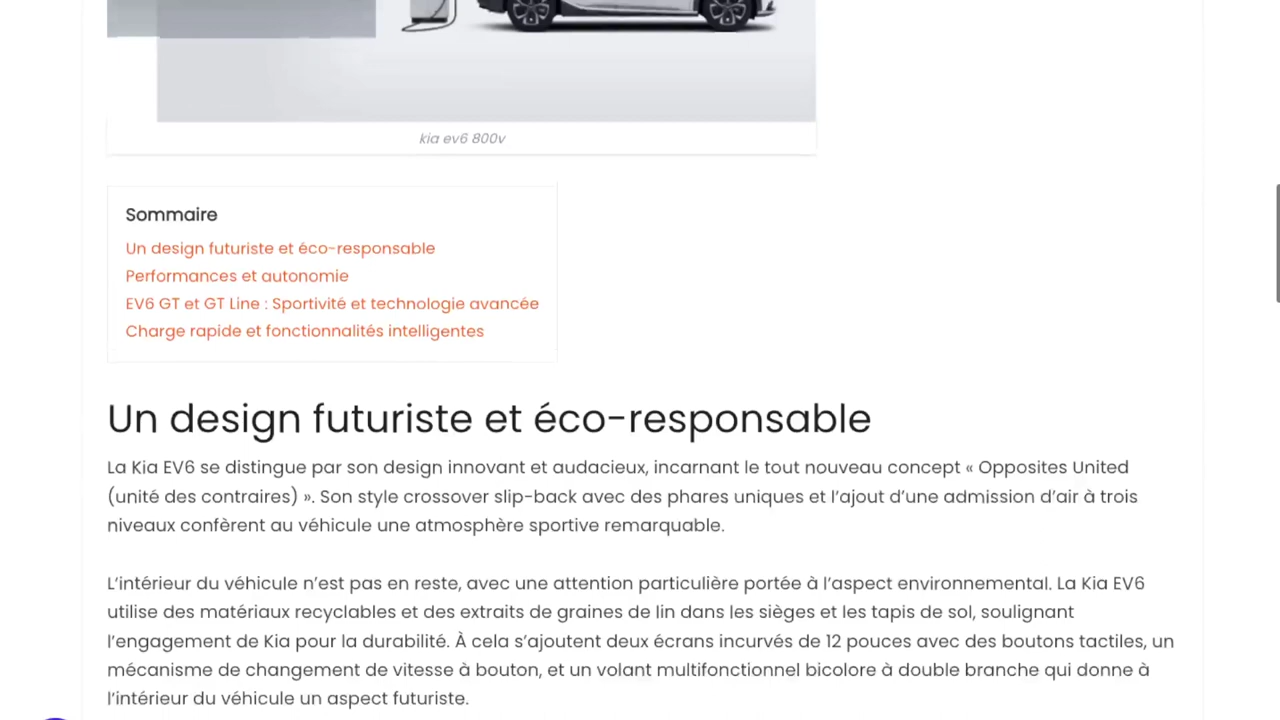 kia ev6 800v
Sommaire
Un design futuriste et éco-responsable
Performances et autonomie
EV6 GT et GT Line : Sportivité et technologie avancée
Charge rapide et fonctionnalités intelligentes
Un design futuriste et éco-responsable
La Kia EV6 se distingue par son design innovant et audacieux, incarnant le tout nouveau concept « Opposites United
(unité des contraires) ». Son style crossover slip-back avec des phares uniques et l’ajout d’une admission d’air à trois
niveaux confèrent au véhicule une atmosphère sportive remarquable.
L’intérieur du véhicule n’est pas en reste, avec une attention particulière portée à l’aspect environnemental. La Kia EV6
utilise des matériaux recyclables et des extraits de graines de lin dans les sièges et les tapis de sol, soulignant
l’engagement de Kia pour la durabilité. À cela s’ajoutent deux écrans incurvés de 12 pouces avec des boutons tactiles, un
mécanisme de changement de vitesse à bouton, et un volant multifonctionnel bicolore à double branche qui donne à
l’intérieur du véhicule un aspect futuriste.